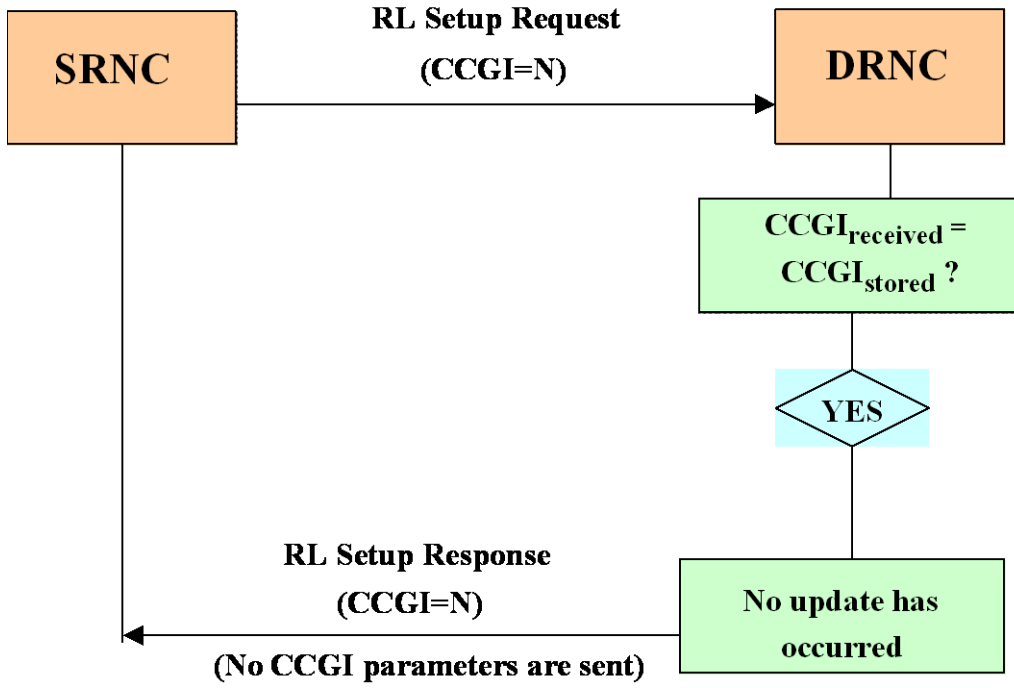 RL Setup Request
(CCGI=N)
SRNC
DRNC
CCGIreceived =
CCGIstored ?
YES
RL Setup Response
(CCGI=N)
(No CCGI parameters are sent)
No update has
occurred